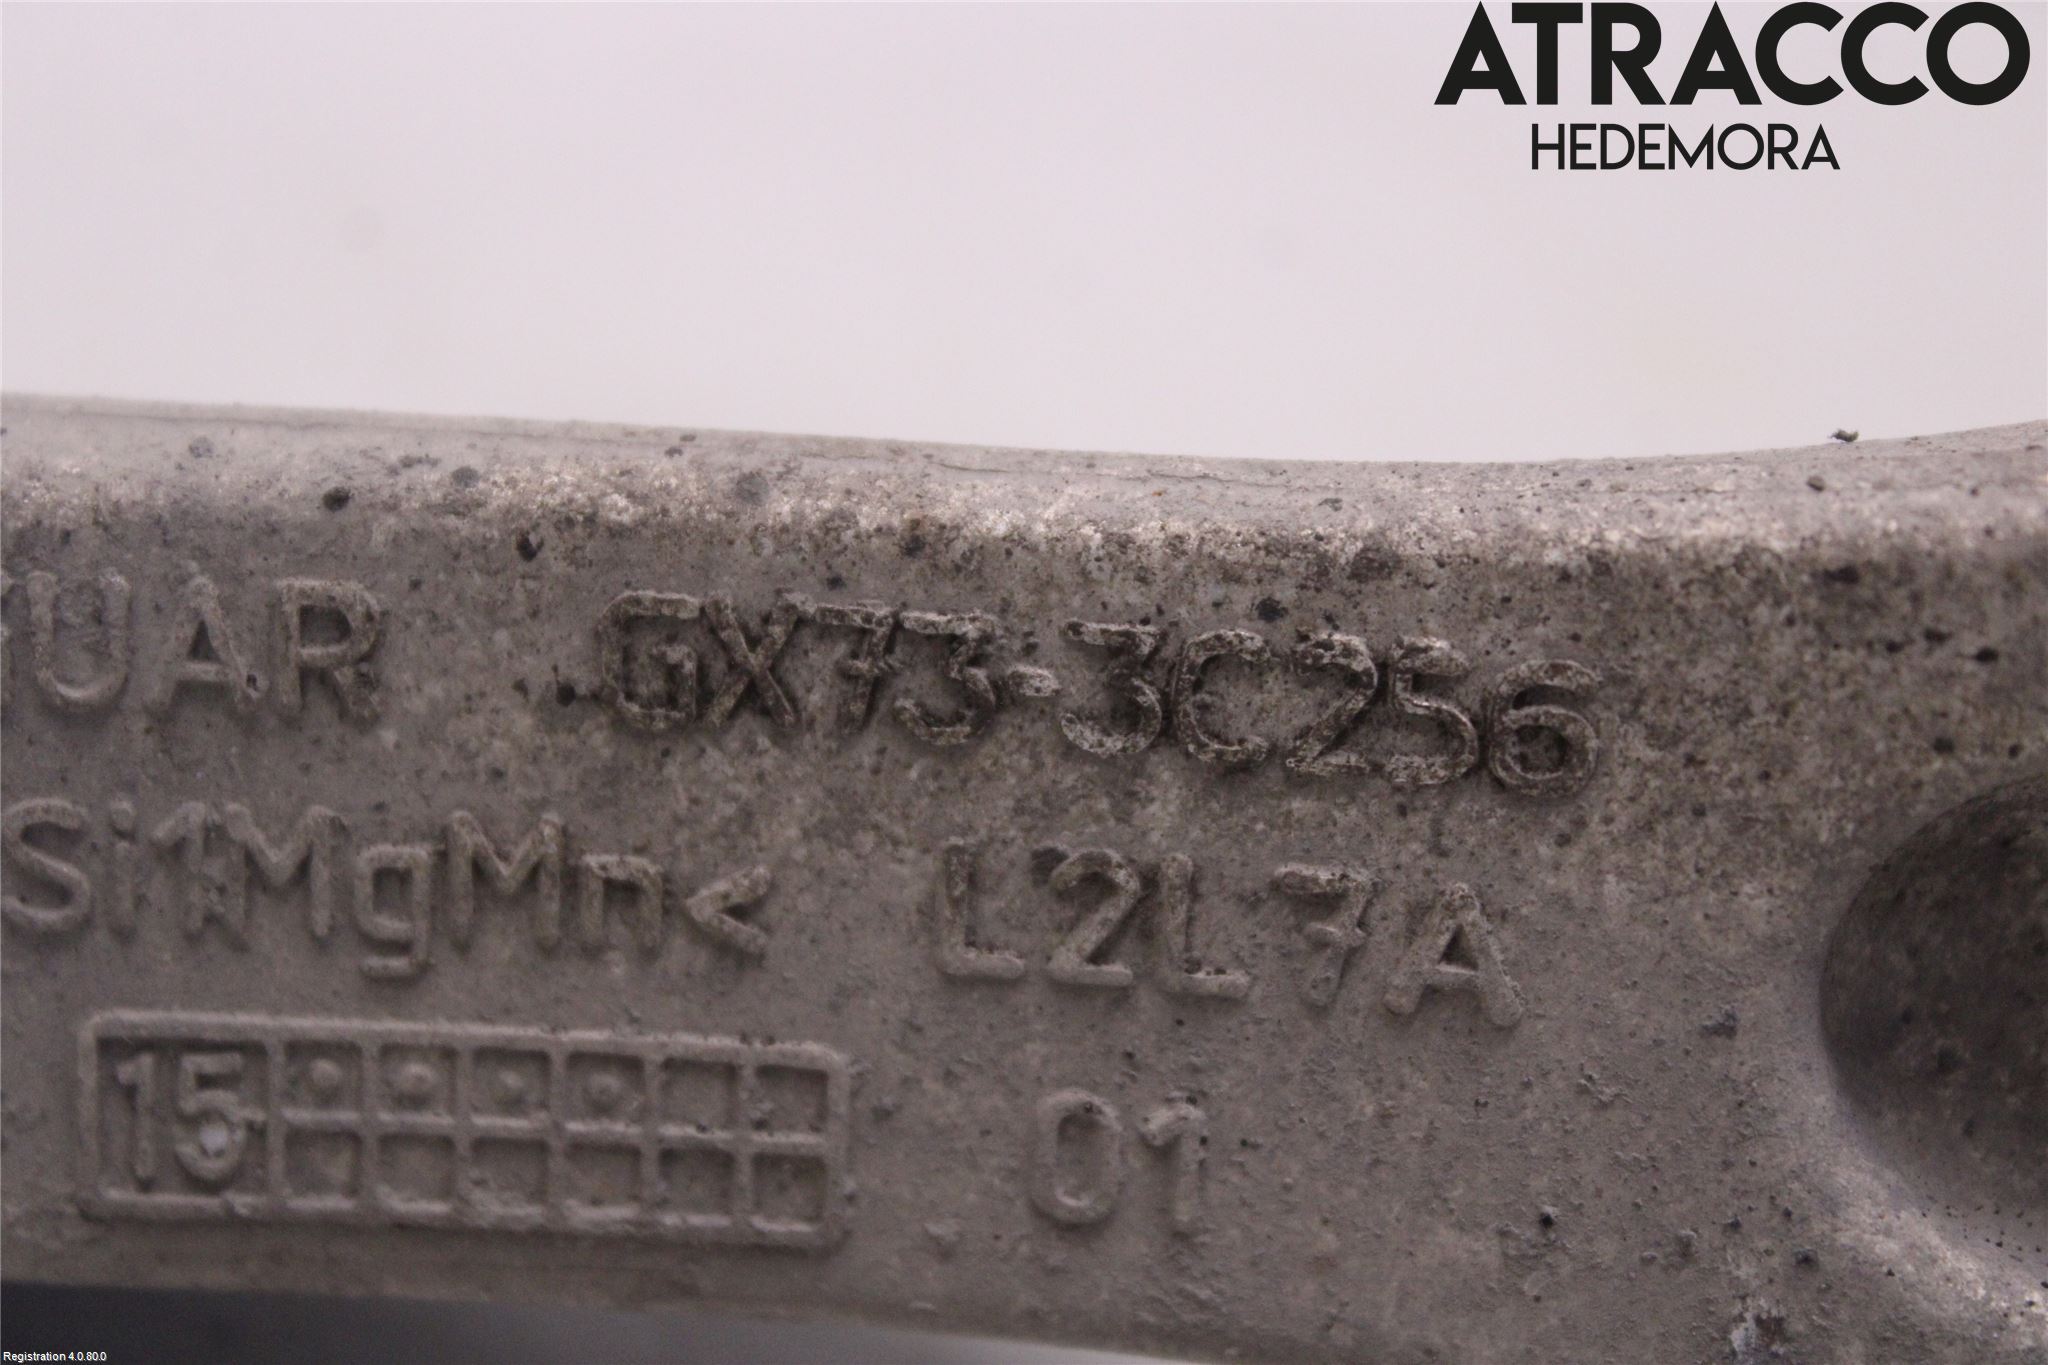 ATRACCO
HEDEMORA
GUAR GX73-3C256
Si1MgMn< L2L7A
15 01
Registration 4.0.80.0